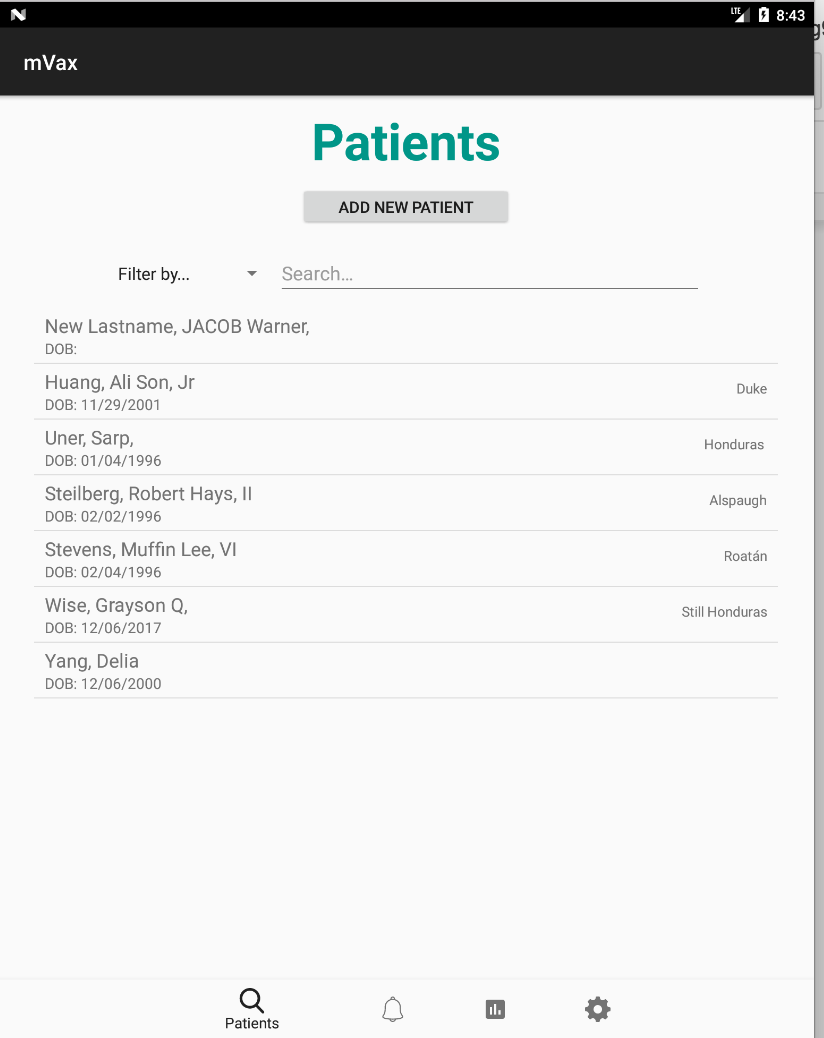 LTE 8:43
mVax
Patients
ADD NEW PATIENT
Filter by... Search...
New Lastname, JACOB Warner,
DOB:
Huang, Ali Son, Jr
Duke
DOB: 11/29/2001
Uner, Sarp,
Honduras
DOB: 01/04/1996
Steilberg, Robert Hays, II
Alspaugh
DOB: 02/02/1996
Stevens, Muffin Lee, VI
Roatán
DOB: 02/04/1996
Wise, Grayson Q,
Still Honduras
DOB: 12/06/2017
Yang, Delia
DOB: 12/06/2000
Patients